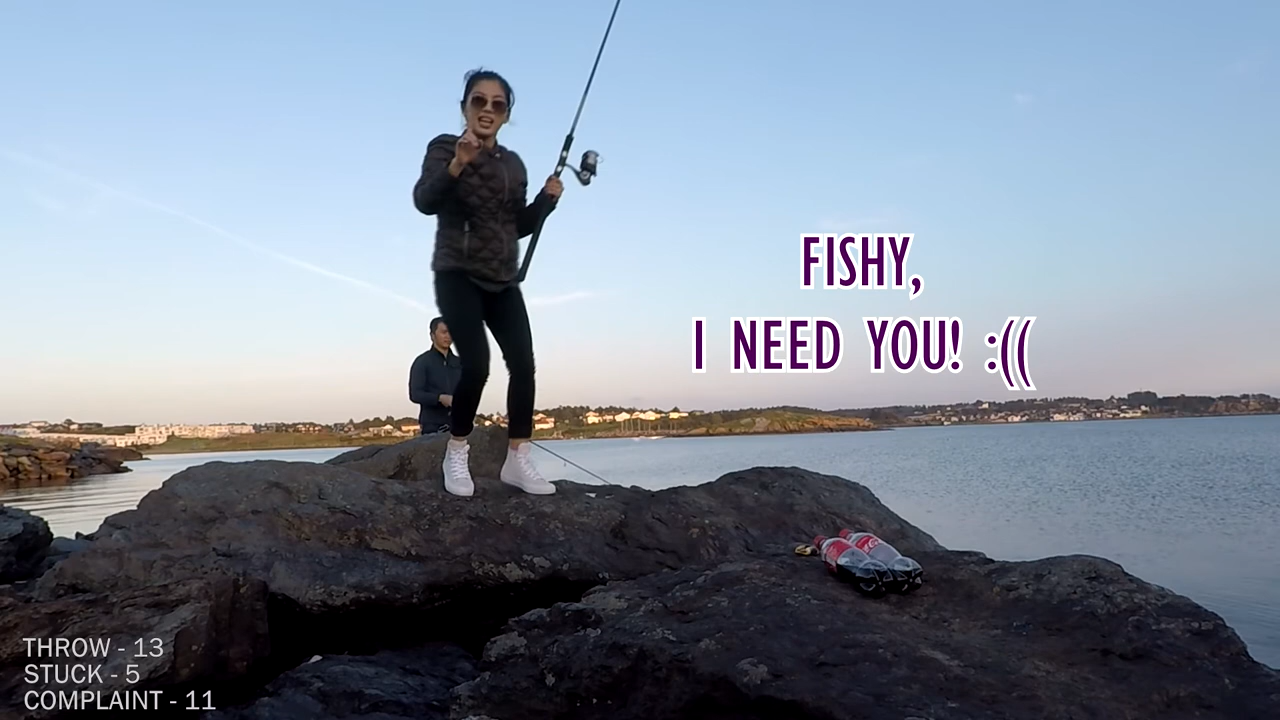 FISHY,
I NEED YOU! :((
THROW - 13
STUCK - 5
COMPLAINT - 11